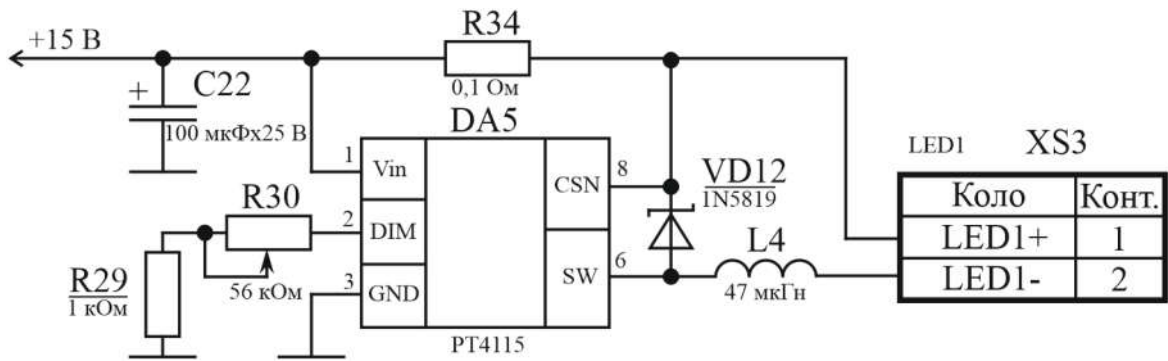 +15 В
R34
0,1 Ом
+
C22
100 мкФх25 В
DA5
1
Vin
CSN
8
VD12
1N5819
LED1
XS3
Коло
Конт.
R30
2
DIM
LED1+
1
56 кОм
R29
1 кОм
3
GND
SW
6
L4
47 мкГн
LED1-
2
PT4115